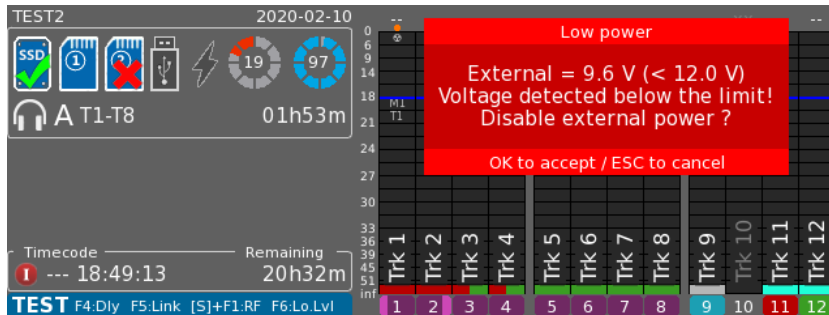 TEST2 2020-02-10
SSD 1 2 19 97
A T1-T8 01h53m
Timecode Remaining
I --- 18:49:13 20h32m
TEST F4:Dly F5:Link [S]+F1:RF F6:Lo.Lvl
0
6
9
14
18
21
24
27
30
33
36
39
45
51
inf
-- --
M1
T1
Low power
External = 9.6 V (< 12.0 V)
Voltage detected below the limit!
Disable external power ?
OK to accept / ESC to cancel
Trk 1
Trk 2
Trk 3
Trk 4
Trk 5
Trk 6
Trk 7
Trk 8
Trk 9
Trk 10
Trk 11
Trk 12
1 2 3 4 5 6 7 8 9 10 11 12